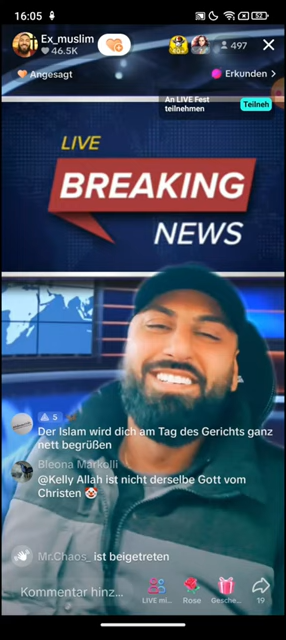 16:05
52
Ex_muslim
46.5K
497
Angesagt
Erkunden
An LIVE Fest
teilnehmen
Teilneh
LIVE
BREAKING
NEWS
5
Der Islam wird dich am Tag des Gerichts ganz
nett begrüßen
Bleona Markolli
@Kelly Allah ist nicht derselbe Gott vom
Christen 🤡
Mr.Chaos_ ist beigetreten
Kommentar hinz...
LIVE mi...
Rose
Gesche...
19